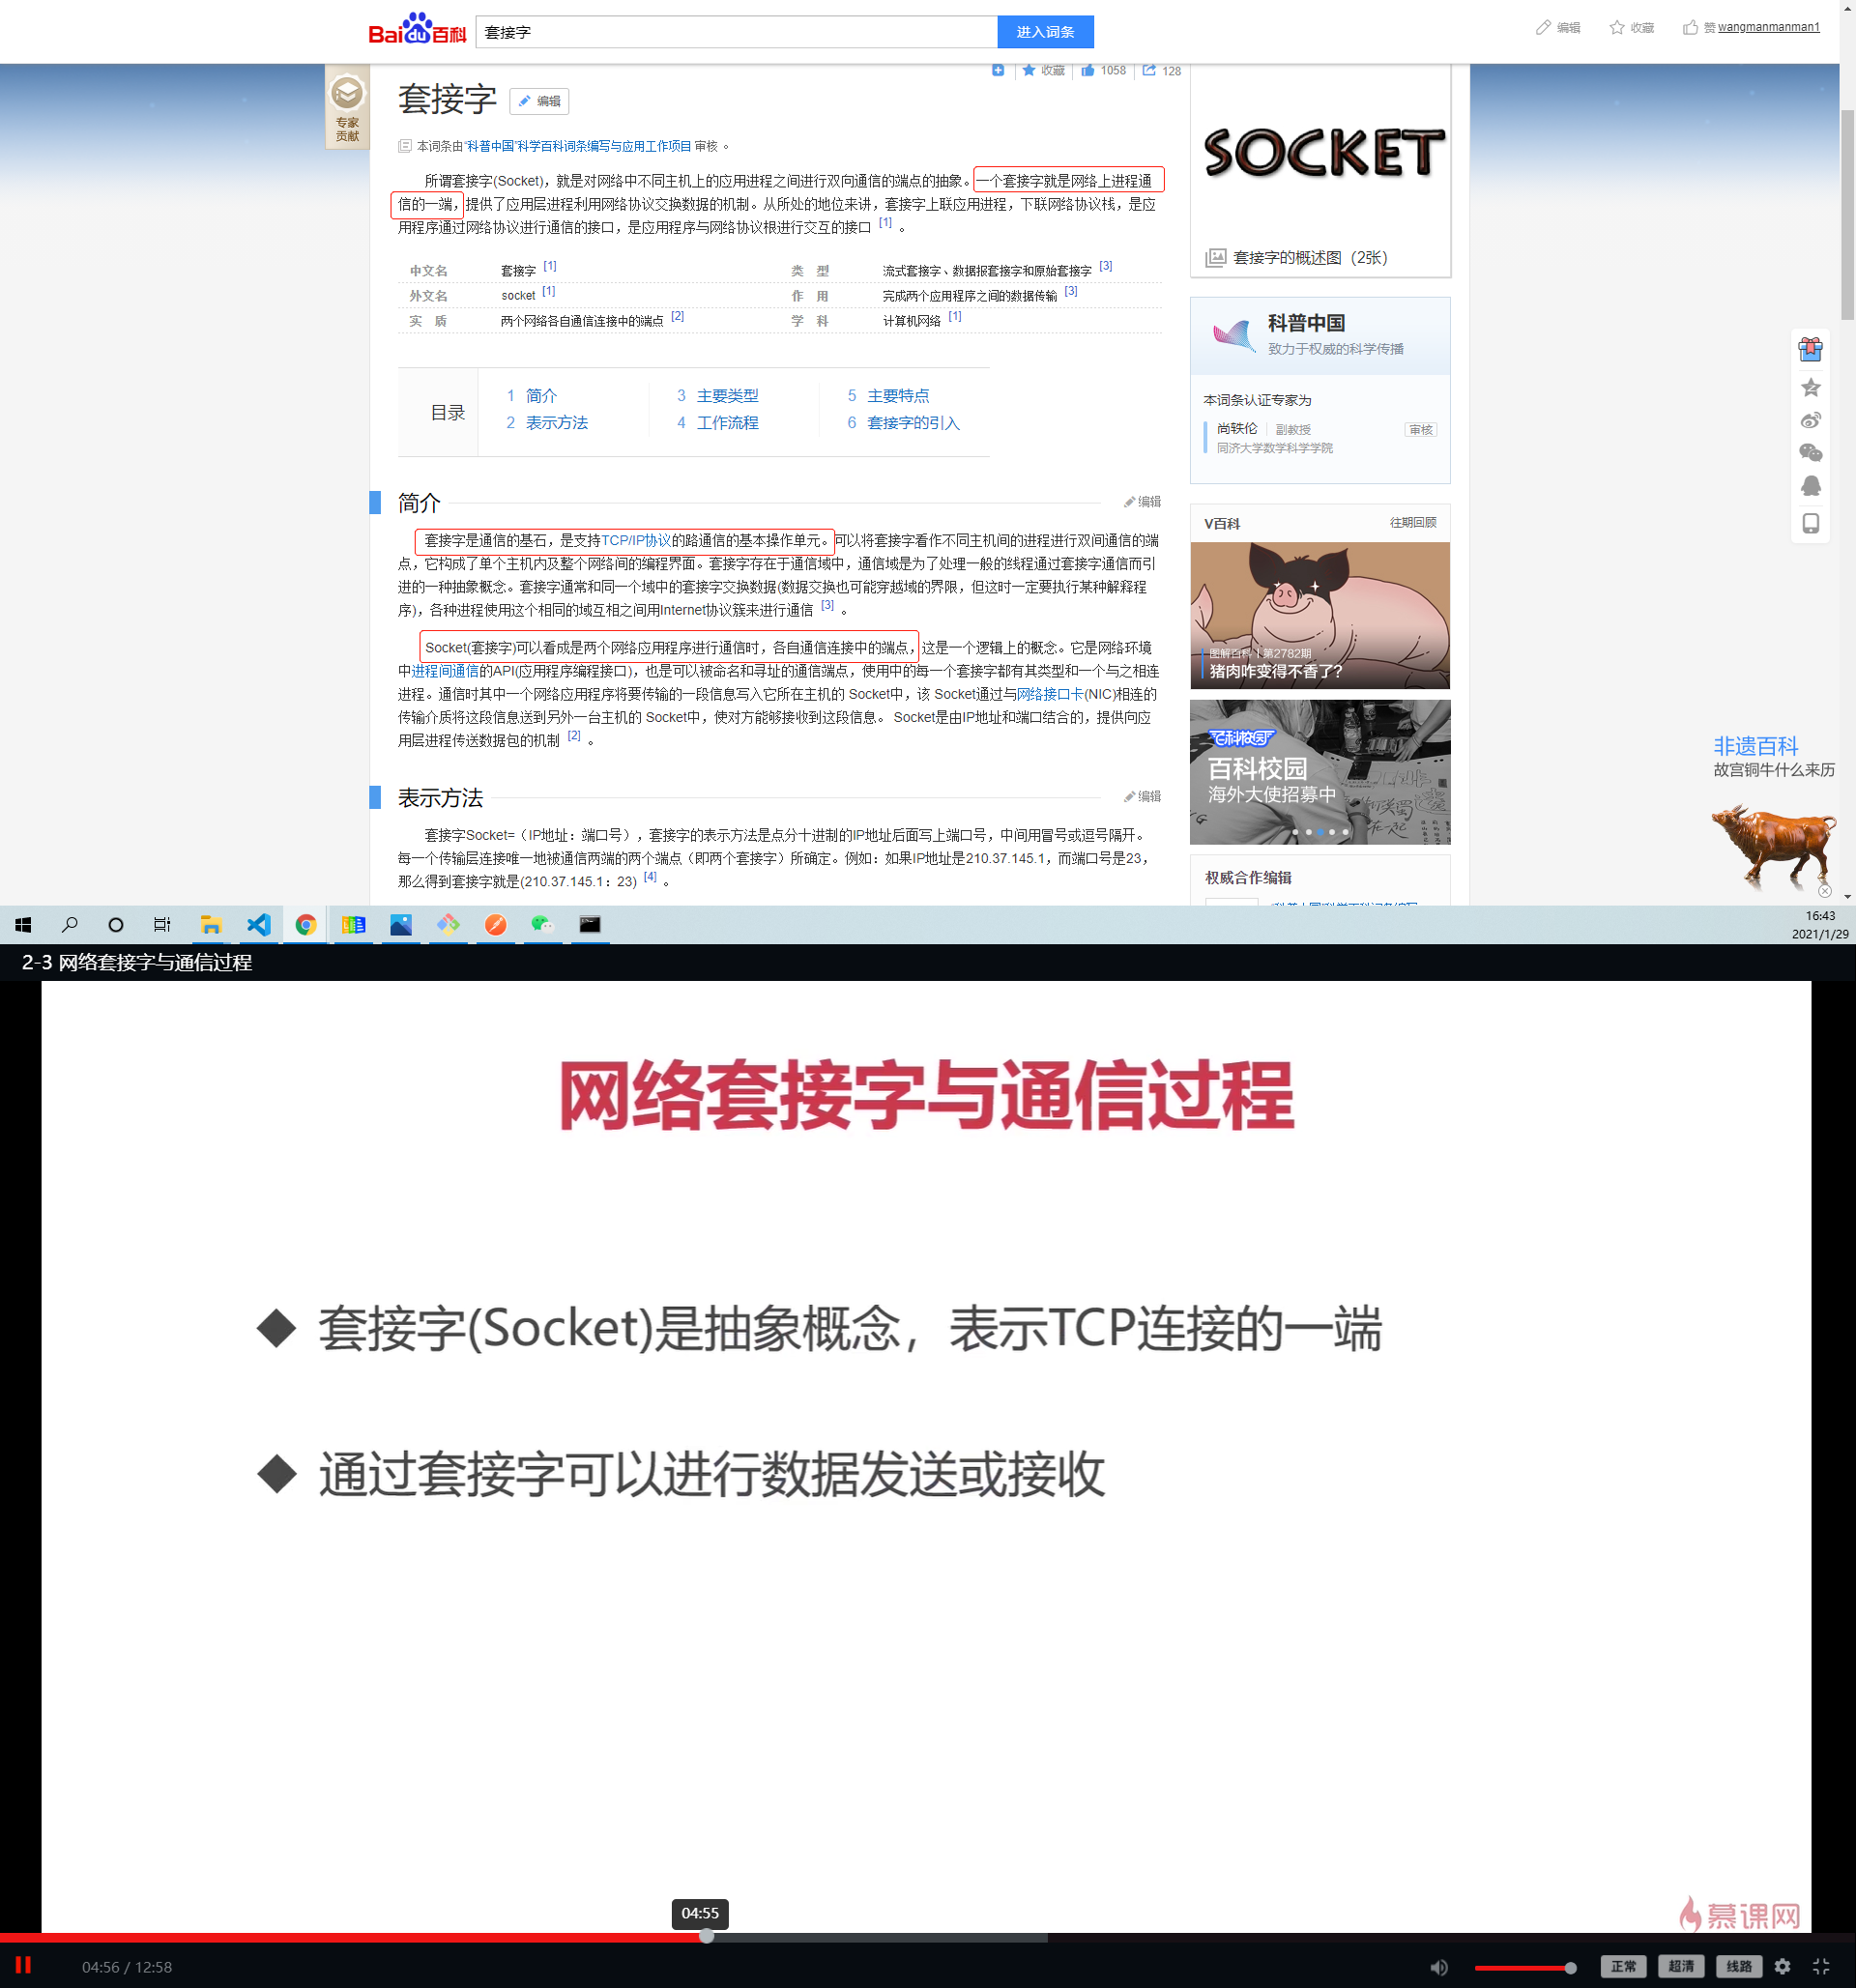 Bai du 百科
套接字
进入词条
编辑
收藏
赞 wangmanmanman1
专家
贡献
收藏
1058
128
套接字
编辑
本词条由“科普中国”科学百科词条编写与应用工作项目 审核 。
所谓套接字(Socket)，就是对网络中不同主机上的应用进程之间进行双向通信的端点的抽象。一个套接字就是网络上进程通
信的一端，提供了应用层进程利用网络协议交换数据的机制。从所处的地位来讲，套接字上联应用进程，下联网络协议栈，是应
用程序通过网络协议进行通信的接口，是应用程序与网络协议根进行交互的接口 [1] 。
中文名 套接字 [1] 类 型 流式套接字、数据报套接字和原始套接字 [3]
外文名 socket [1] 作 用 完成两个应用程序之间的数据传输 [3]
实 质 两个网络各自通信连接中的端点 [2] 学 科 计算机网络 [1]
目录
1 简介
2 表示方法
3 主要类型
4 工作流程
5 主要特点
6 套接字的引入
简介
编辑
套接字是通信的基石，是支持TCP/IP协议的路通信的基本操作单元。可以将套接字看作不同主机间的进程进行双间通信的端
点，它构成了单个主机内及整个网络间的编程界面。套接字存在于通信域中，通信域是为了处理一般的线程通过套接字通信而引
进的一种抽象概念。套接字通常和同一个域中的套接字交换数据(数据交换也可能穿越域的界限，但这时一定要执行某种解释程
序)，各种进程使用这个相同的域互相之间用Internet协议簇来进行通信 [3] 。
Socket(套接字)可以看成是两个网络应用程序进行通信时，各自通信连接中的端点，这是一个逻辑上的概念。它是网络环境
中进程间通信的API(应用程序编程接口)，也是可以被命名和寻址的通信端点，使用中的每一个套接字都有其类型和一个与之相连
进程。通信时其中一个网络应用程序将要传输的一段信息写入它所在主机的 Socket中，该 Socket通过与网络接口卡(NIC)相连的
传输介质将这段信息送到另外一台主机的 Socket中，使对方能够接收到这段信息。 Socket是由IP地址和端口结合的，提供向应
用层进程传送数据包的机制 [2] 。
表示方法
编辑
套接字Socket=（IP地址：端口号），套接字的表示方法是点分十进制的IP地址后面写上端口号，中间用冒号或逗号隔开。
每一个传输层连接唯一地被通信两端的两个端点（即两个套接字）所确定。例如：如果IP地址是210.37.145.1，而端口号是23，
那么得到套接字就是(210.37.145.1：23) [4] 。
SOCKET
套接字的概述图（2张）
科普中国
致力于权威的科学传播
本词条认证专家为
尚轶伦 副教授 审核
同济大学数学科学学院
V百科 往期回顾
图解百科 | 第2782期
猪肉咋变得不香了?
百科校园
百科校园
海外大使招募中
权威合作编辑
非遗百科
故宫铜牛什么来历
16:43
2021/1/29
2-3 网络套接字与通信过程
网络套接字与通信过程
套接字(Socket)是抽象概念，表示TCP连接的一端
通过套接字可以进行数据发送或接收
慕课网
04:55
04:56 / 12:58
正常
超清
线路